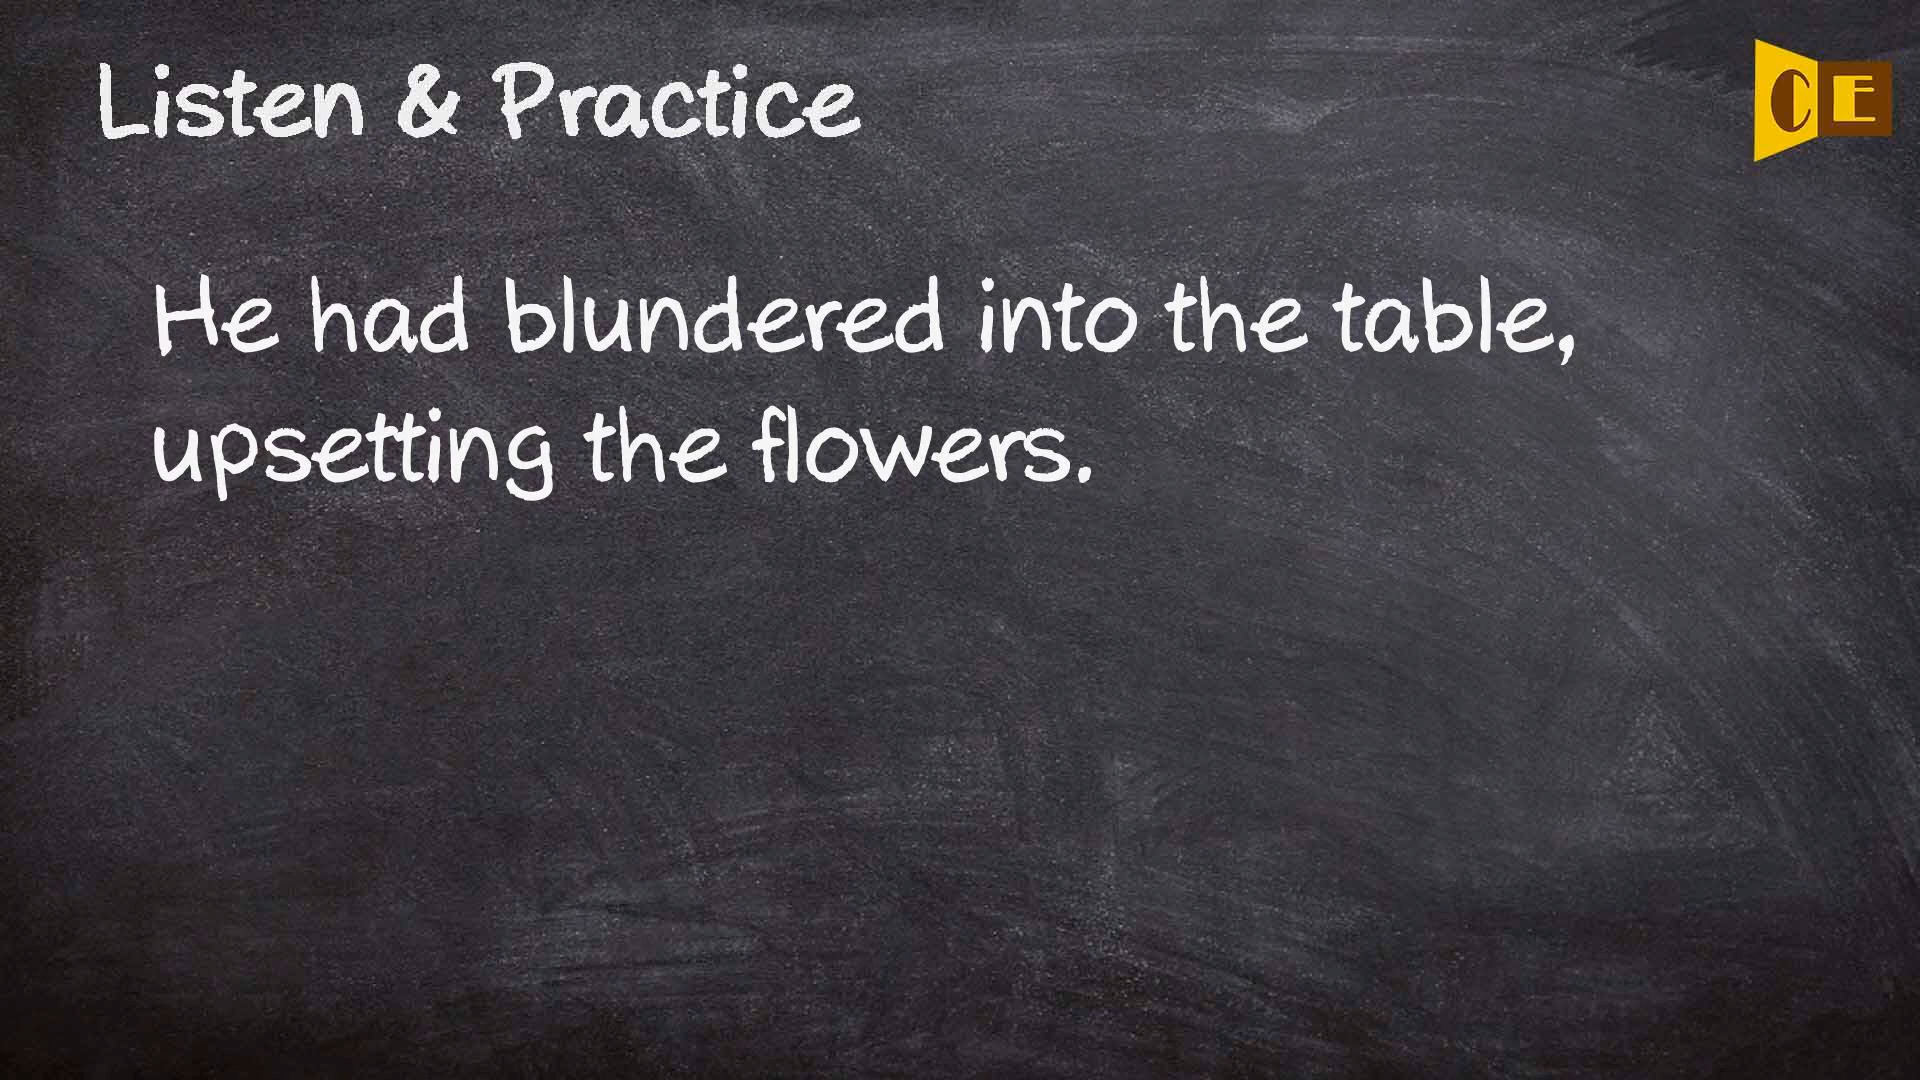 Listen & Practice
CE
He had blundered into the table,
upsetting the flowers.